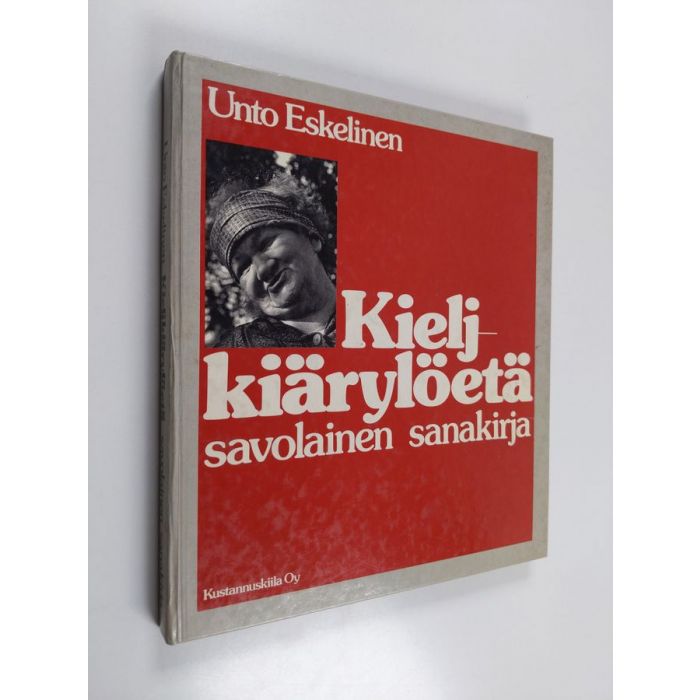 Unto Eskelinen
Kielj-
kiärylöetä
savolainen sanakirja
Kustannuskiila Oy